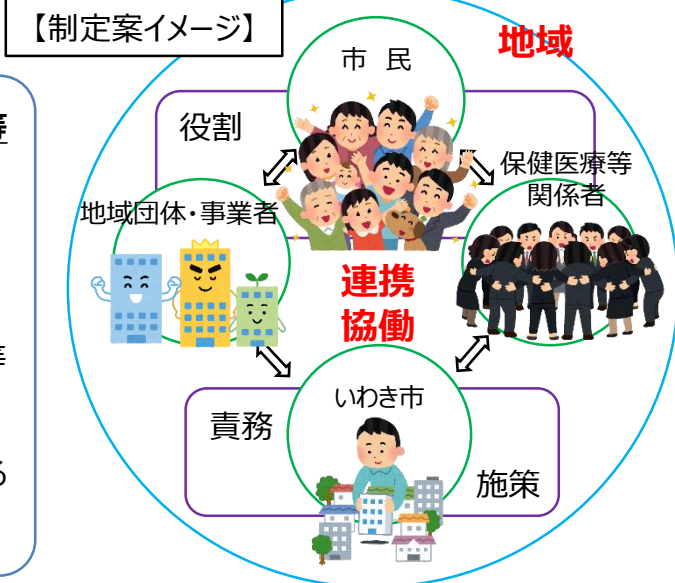 【制定案イメージ】
地域
市 民
役割
保健医療等
関係者
地域団体・事業者
連携
協働
いわき市
責務
施策
等
る